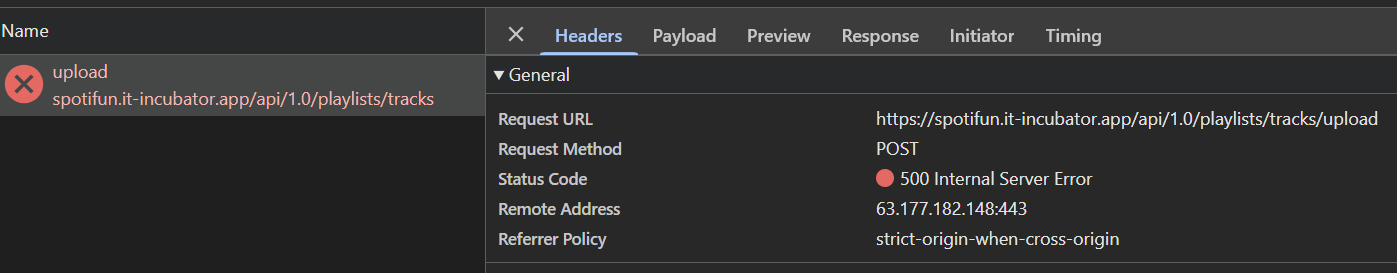 Name
upload
spotifun.it-incubator.app/api/1.0/playlists/tracks
Headers Payload Preview Response Initiator Timing
General
Request URL https://spotifun.it-incubator.app/api/1.0/playlists/tracks/upload
Request Method POST
Status Code 500 Internal Server Error
Remote Address 63.177.182.148:443
Referrer Policy strict-origin-when-cross-origin